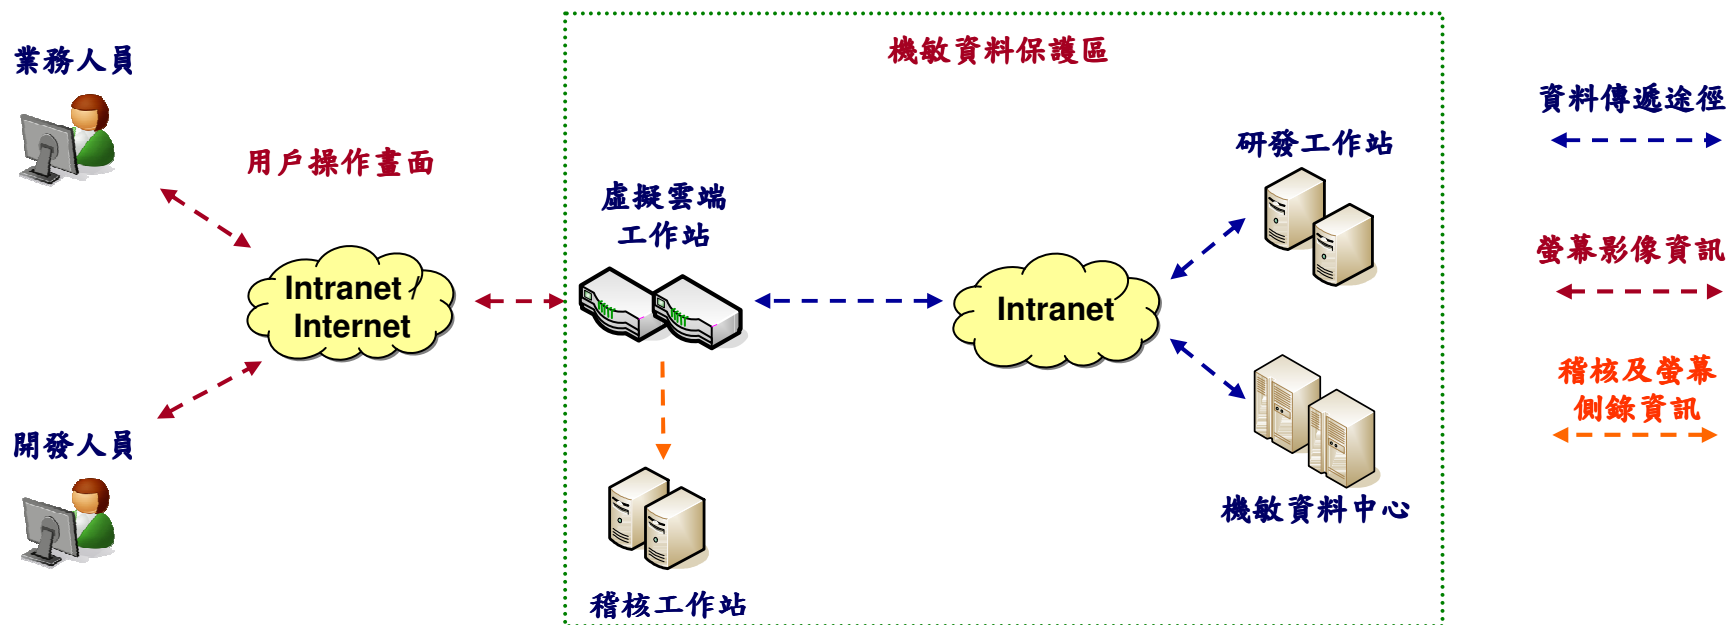 業務人員
用戶操作畫面
Intranet /
Internet
開發人員
機敏資料保護區
虛擬雲端
工作站
稽核工作站
Intranet
研發工作站
機敏資料中心
資料傳遞途徑
螢幕影像資訊
稽核及螢幕
側錄資訊